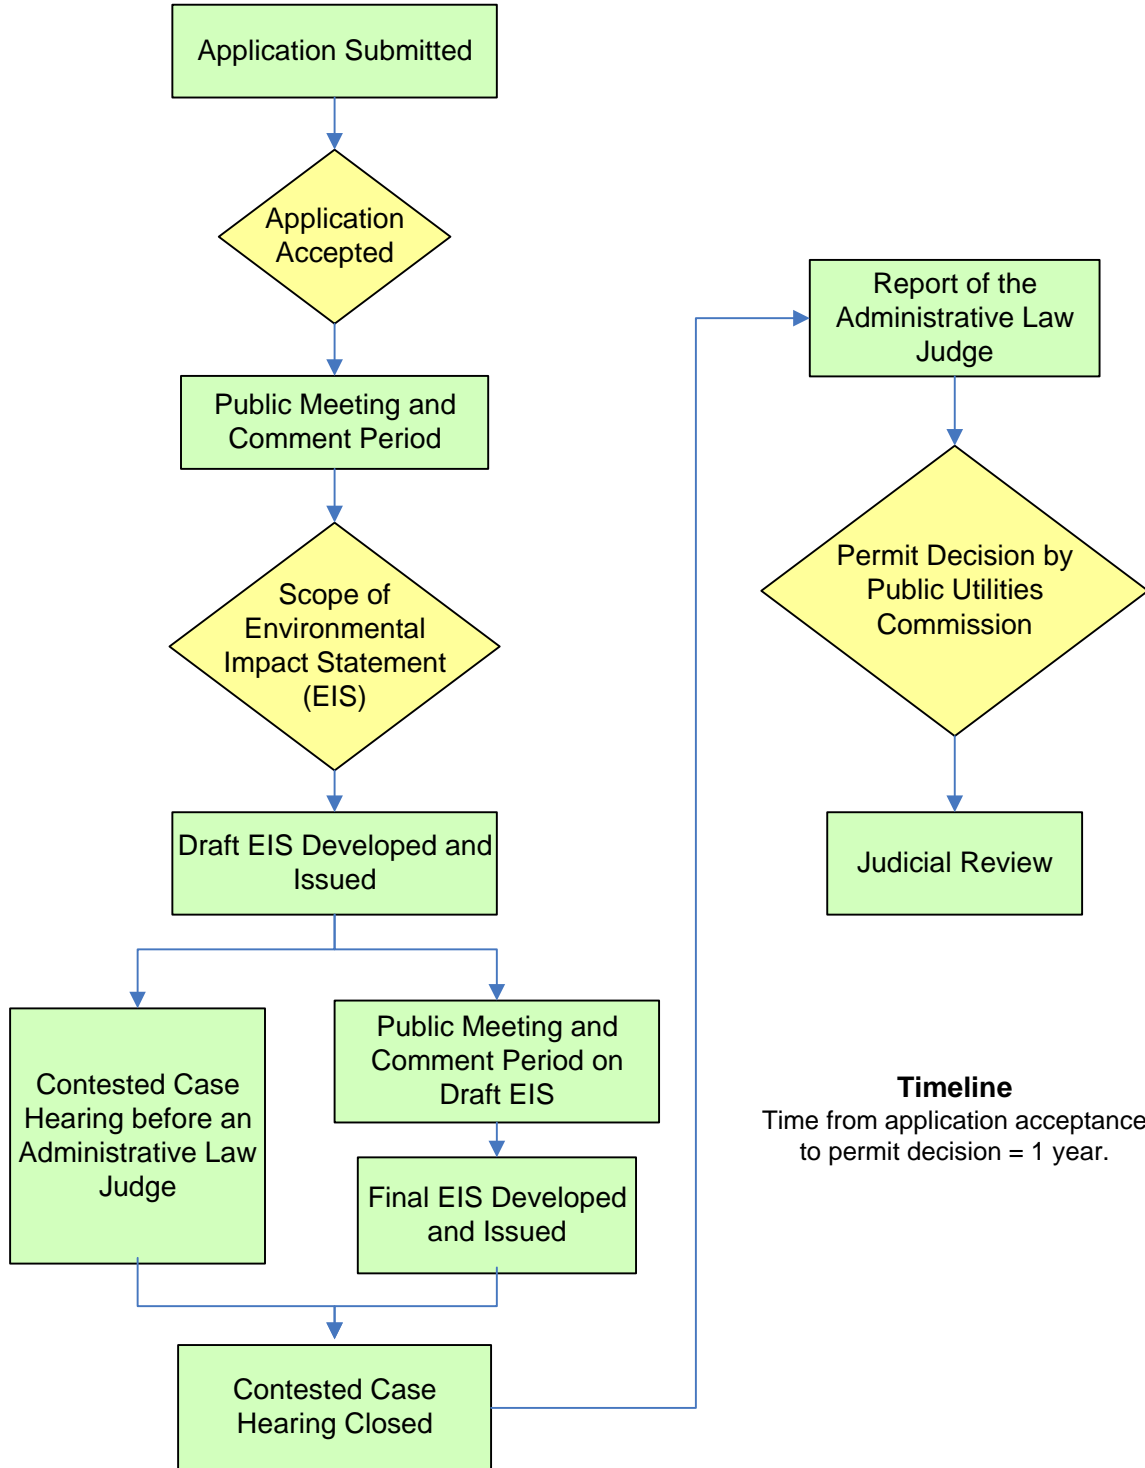 Application Submitted
Application
Accepted
Public Meeting and
Comment Period
Scope of
Environmental
Impact Statement
(EIS)
Draft EIS Developed and
Issued
Contested Case
Hearing before an
Administrative Law
Judge
Public Meeting and
Comment Period on
Draft EIS
Final EIS Developed
and Issued
Contested Case
Hearing Closed
Report of the
Administrative Law
Judge
Permit Decision by
Public Utilities
Commission
Judicial Review
Timeline
Time from application acceptance
to permit decision = 1 year.